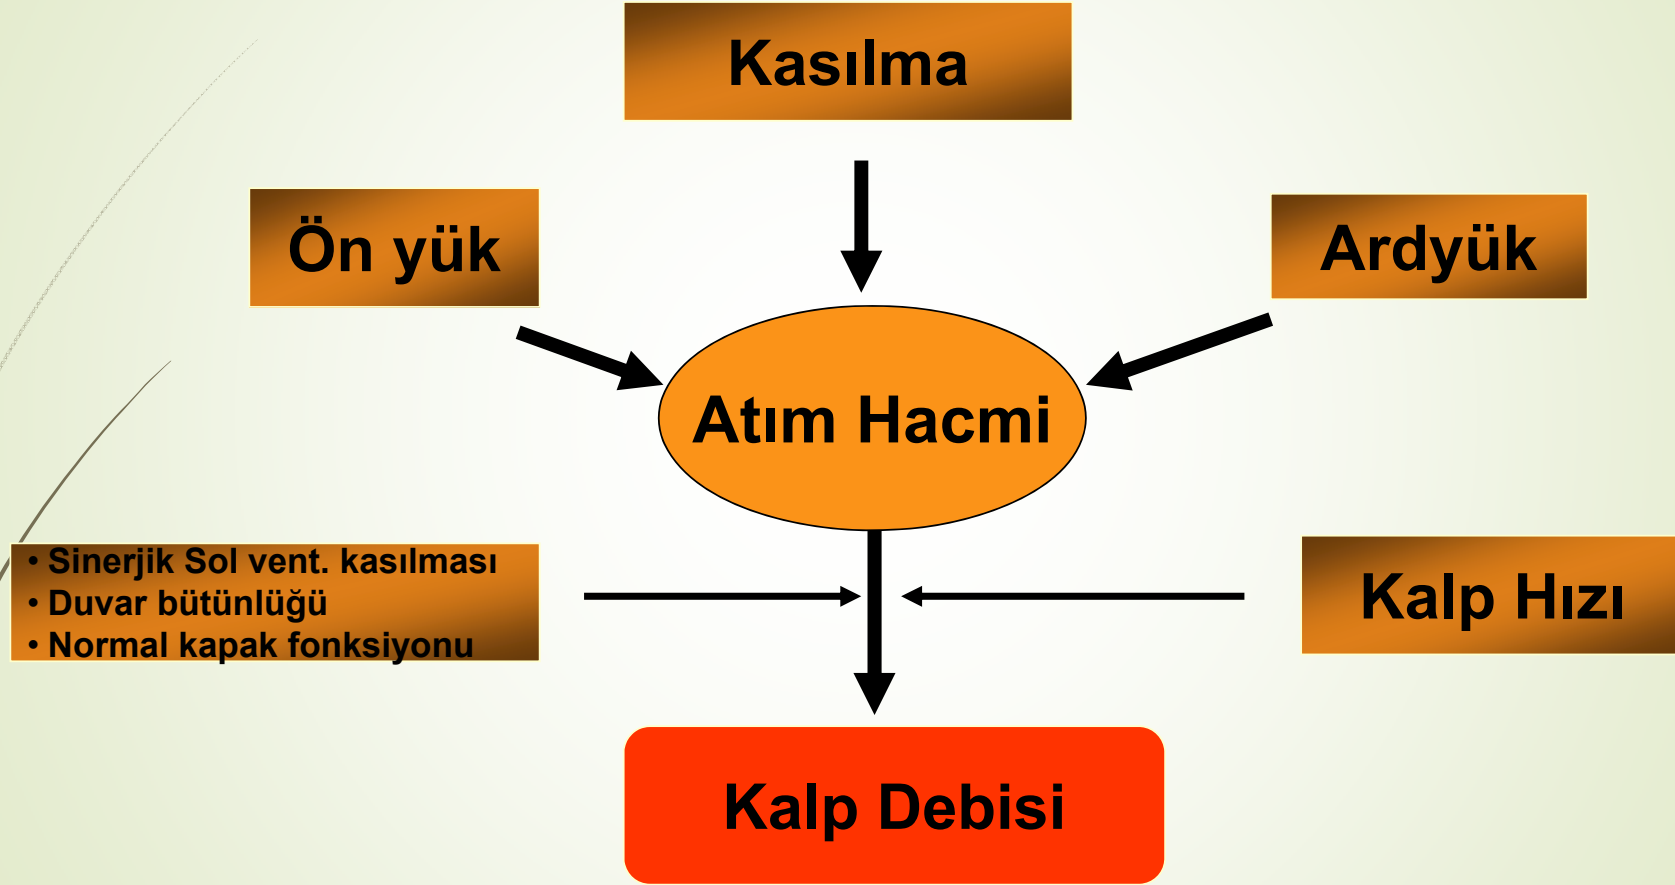 Kasılma
Ön yük
Ardyük
Atım Hacmi
• Sinerjik Sol vent. kasılması
• Duvar bütünlüğü
• Normal kapak fonksiyonu
Kalp Hızı
Kalp Debisi